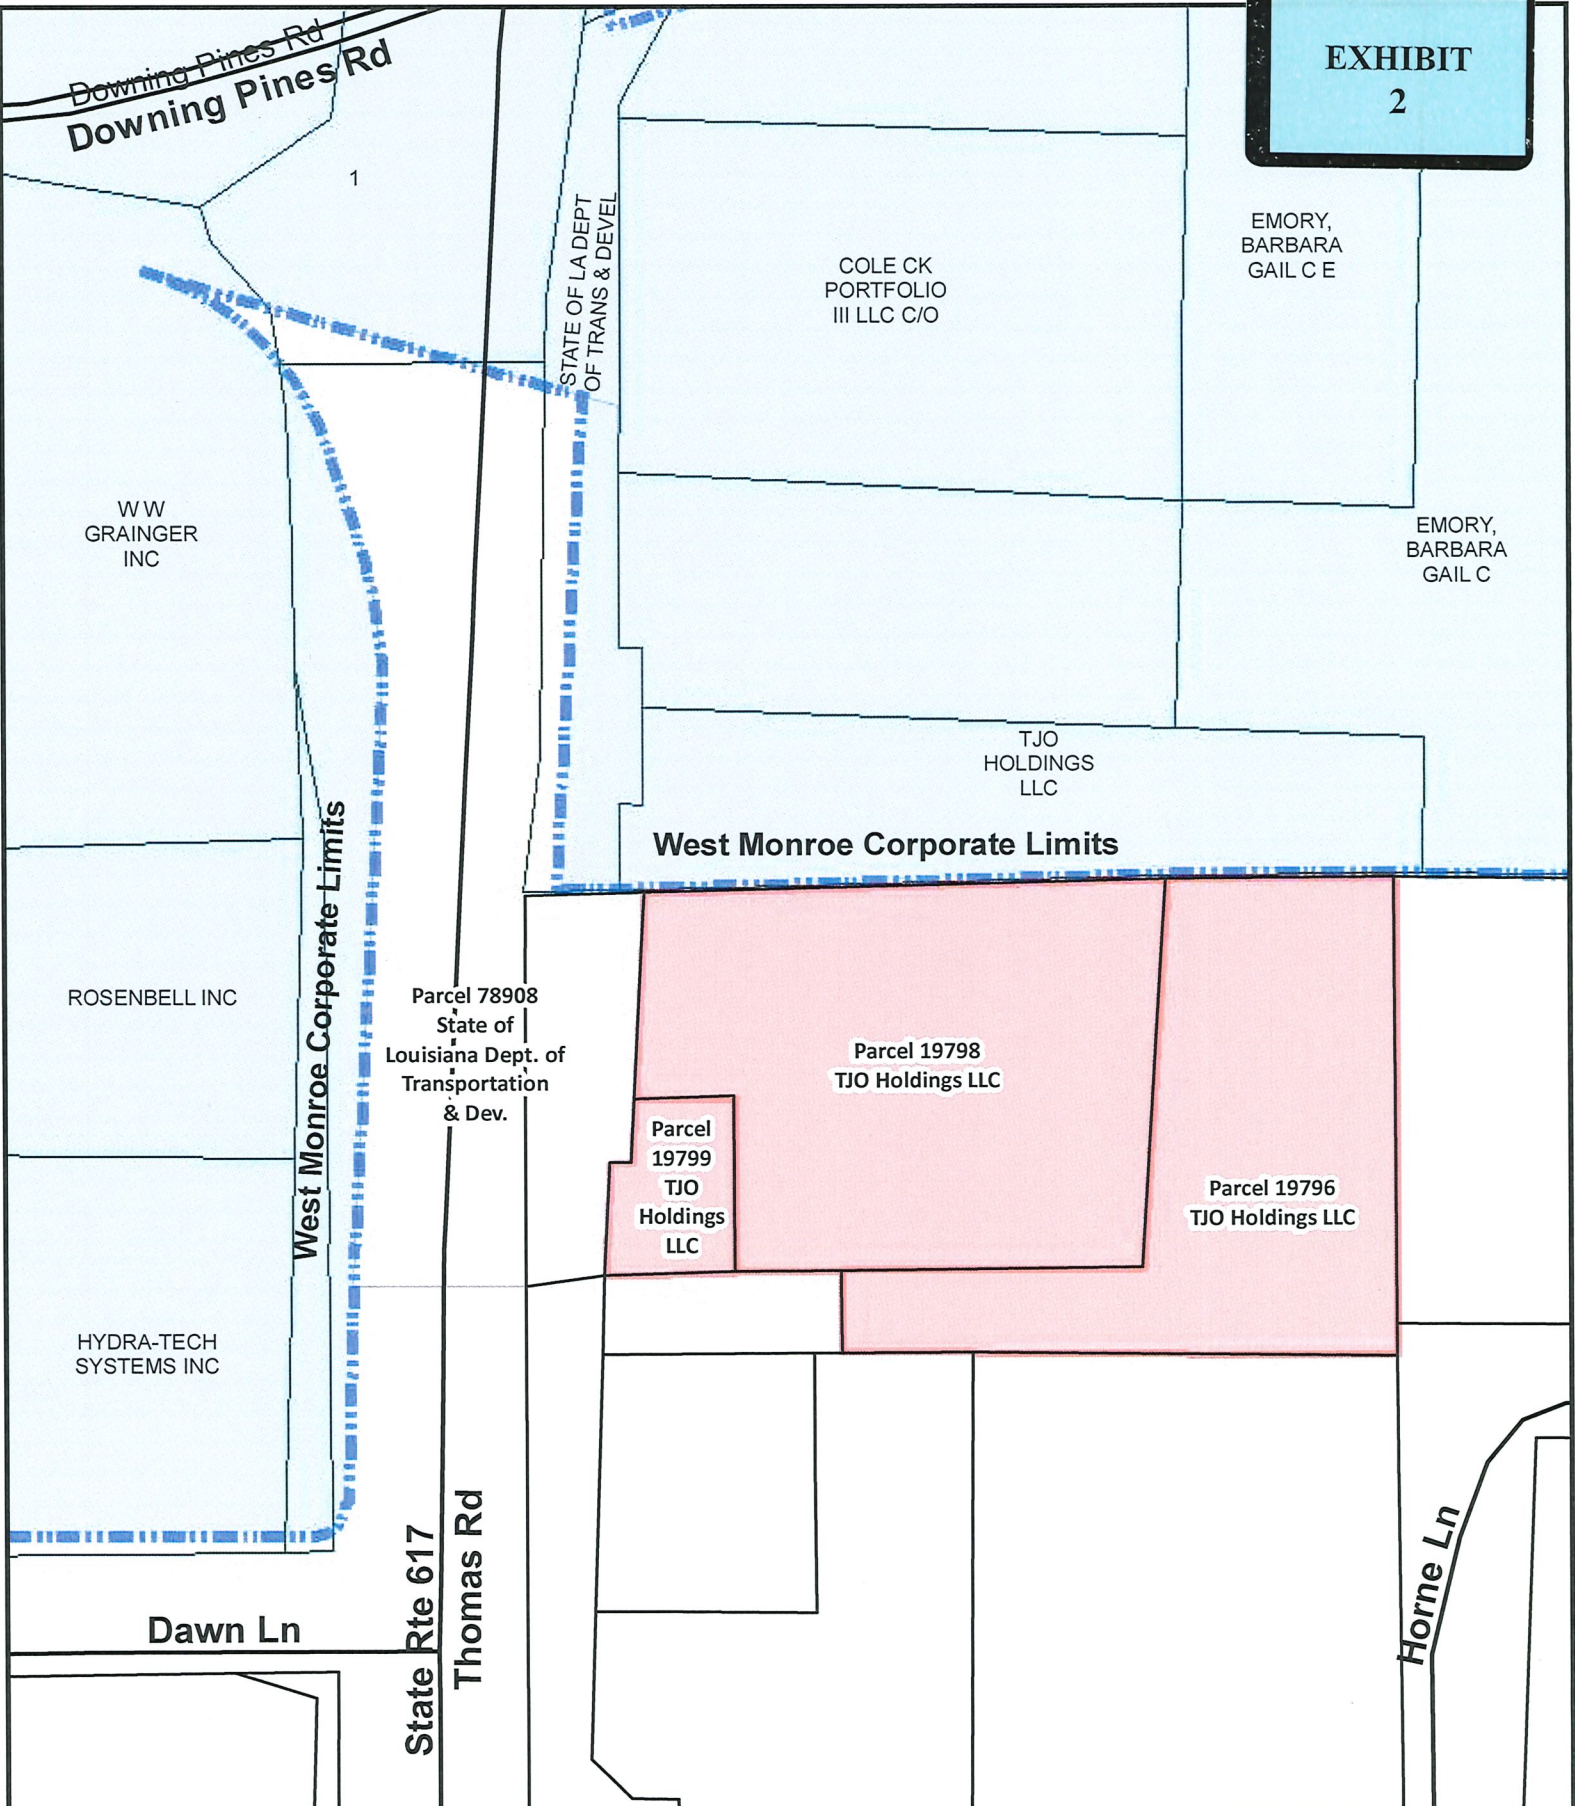 EXHIBIT
2
Downing Pines Rd
Downing Pines Rd
1
STATE OF LA DEPT
OF TRANS & DEVEL
COLE CK
PORTFOLIO
III LLC C/O
EMORY,
BARBARA
GAIL C E
W W
GRAINGER
INC
EMORY,
BARBARA
GAIL C
TJO
HOLDINGS
LLC
West Monroe Corporate Limits
West Monroe Corporate Limits
ROSENBELL INC
Parcel 78908
State of
Louisiana Dept. of
Transportation
& Dev.
Parcel 19798
TJO Holdings LLC
Parcel
19799
TJO
Holdings
LLC
Parcel 19796
TJO Holdings LLC
HYDRA-TECH
SYSTEMS INC
State Rte 617
Thomas Rd
Horne Ln
Dawn Ln